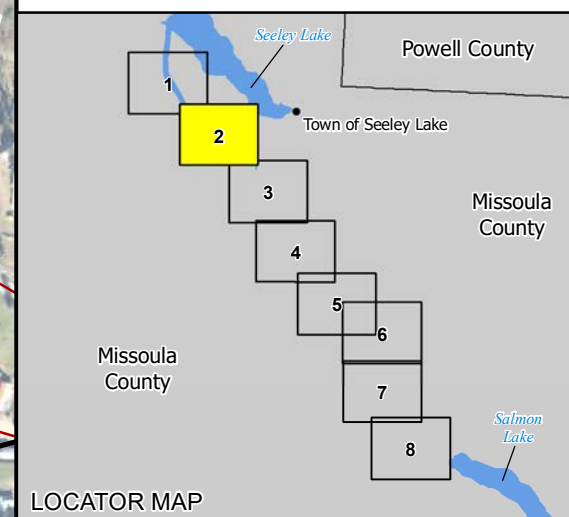 Seeley Lake
Powell County
1
Town of Seeley Lake
2
3
Missoula
County
4
5
6
Missoula
County
7
Salmon
Lake
8
LOCATOR MAP